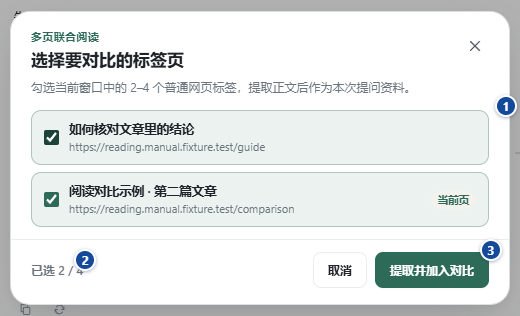 多页联合阅读
选择要对比的标签页
勾选当前窗口中的 2–4 个普通网页标签，提取正文后作为本次提问资料。
1
如何核对文章里的结论
https://reading.manual.fixture.test/guide
阅读对比示例 · 第二篇文章
https://reading.manual.fixture.test/comparison
当前页
已选 2 / 4
2
取消
提取并加入对比
3